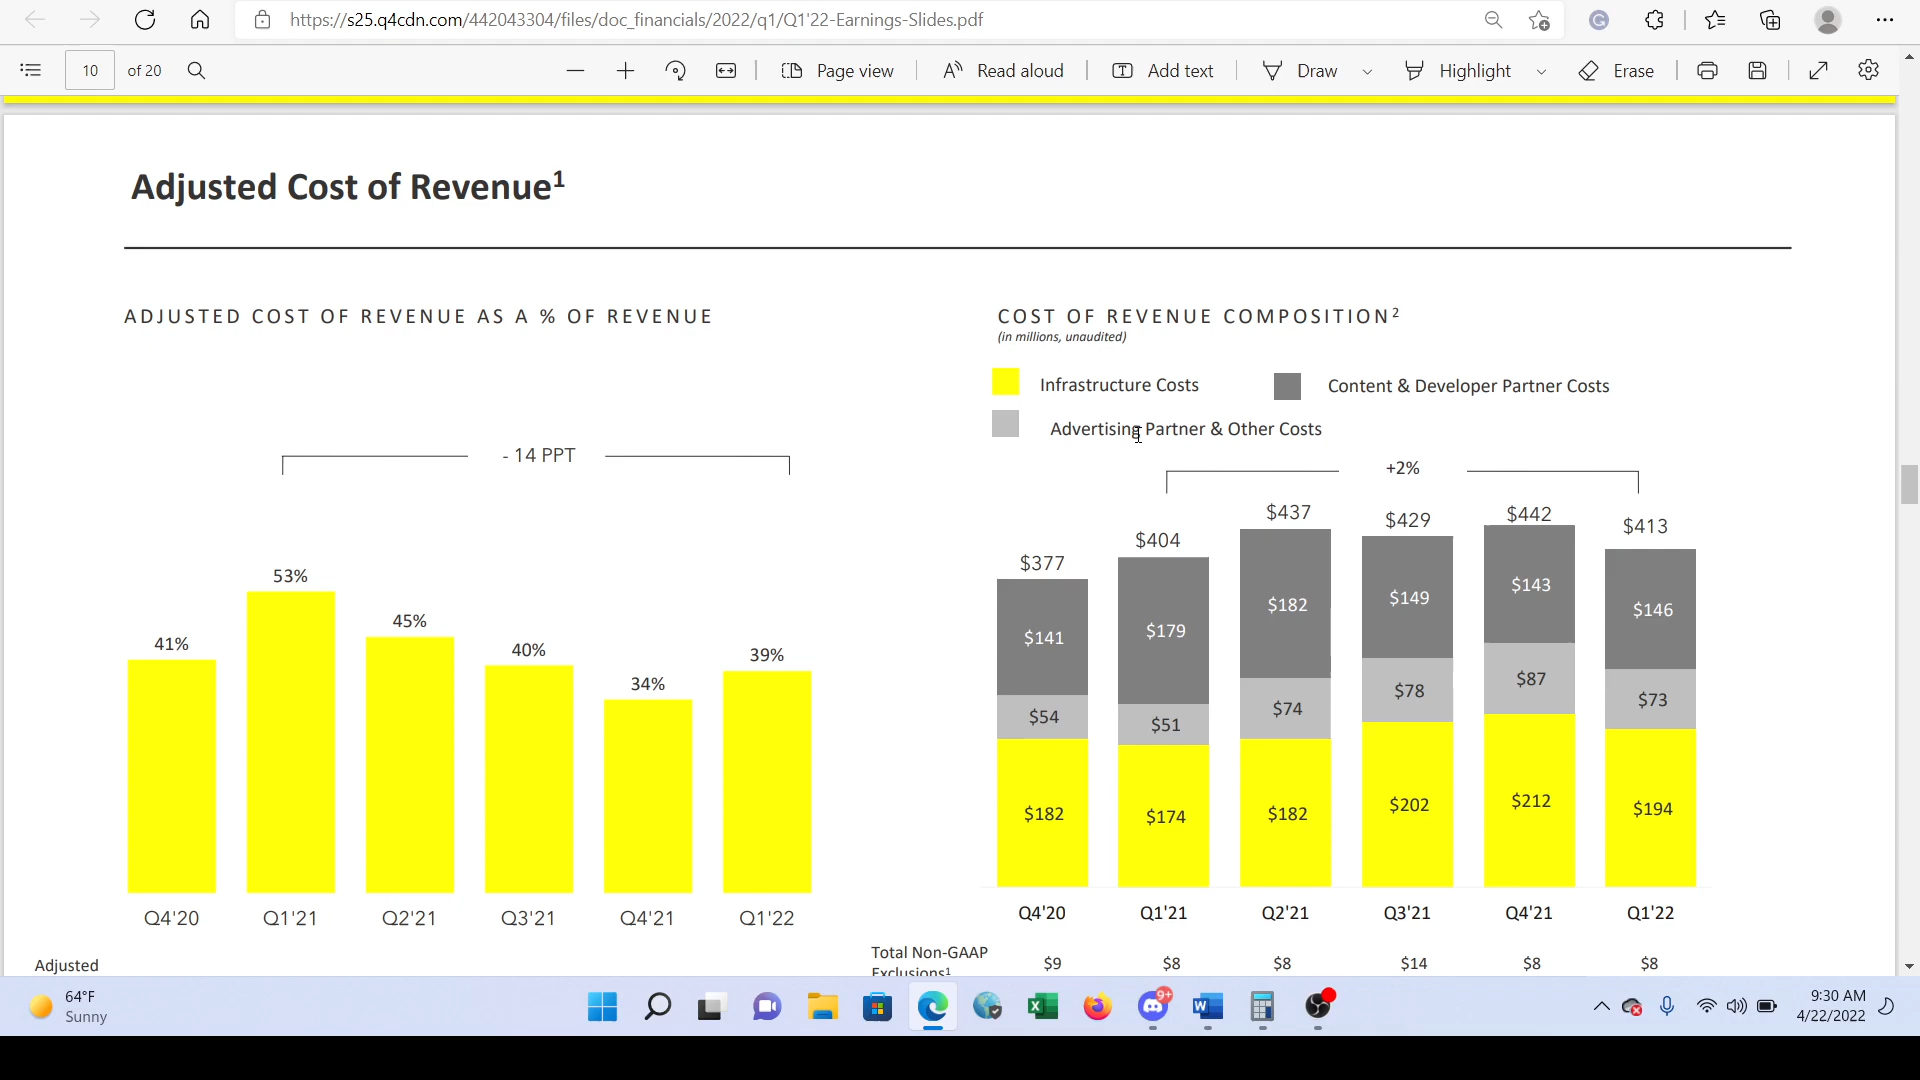 https://s25.q4cdn.com/442043304/files/doc_financials/2022/q1/Q1'22-Earnings-Slides.pdf
10 of 20 Page view Read aloud Add text Draw Highlight Erase
Adjusted Cost of Revenue¹
ADJUSTED COST OF REVENUE AS A % OF REVENUE
- 14 PPT
41% 53% 45% 40% 34% 39%
Q4'20 Q1'21 Q2'21 Q3'21 Q4'21 Q1'22
Adjusted
COST OF REVENUE COMPOSITION²
(in millions, unaudited)
Infrastructure Costs Content & Developer Partner Costs
Advertising Partner & Other Costs
+2%
$377 $404 $437 $429 $442 $413
$141 $179 $182 $149 $143 $146
$54 $51 $74 $78 $87 $73
$182 $174 $182 $202 $212 $194
Q4'20 Q1'21 Q2'21 Q3'21 Q4'21 Q1'22
Total Non-GAAP
Exclusions¹ $9 $8 $8 $14 $8 $8
64°F
Sunny
9+
9:30 AM
4/22/2022